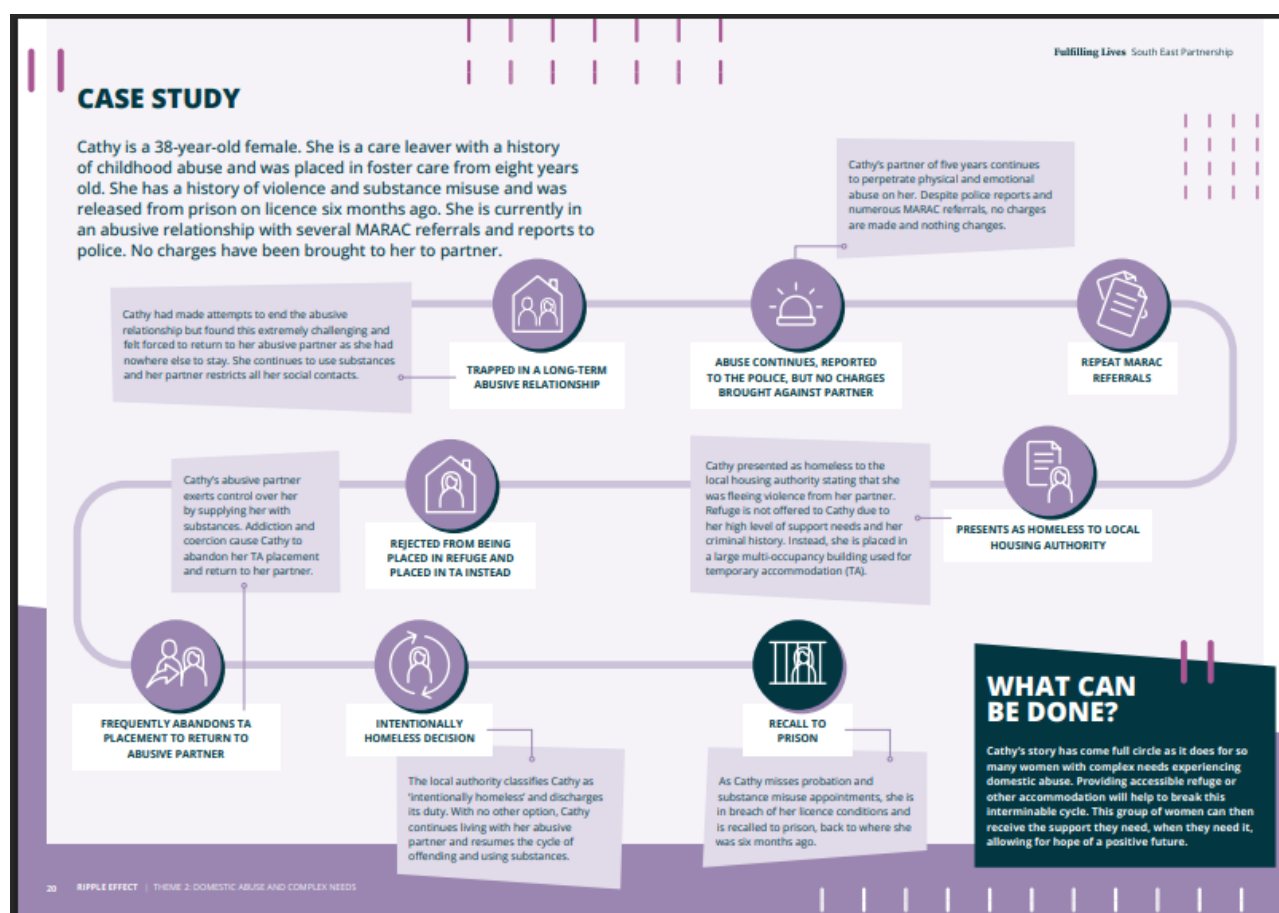 Fulfilling Lives South East Partnership
CASE STUDY
Cathy is a 38-year-old female. She is a care leaver with a history
of childhood abuse and was placed in foster care from eight years
old. She has a history of violence and substance misuse and was
released from prison on licence six months ago. She is currently in
an abusive relationship with several MARAC referrals and reports to
police. No charges have been brought to her to partner.
Cathy had made attempts to end the abusive
relationship but found this extremely challenging and
felt forced to return to her abusive partner as she had
nowhere else to stay. She continues to use substances
and her partner restricts all her social contacts.
TRAPPED IN A LONG-TERM
ABUSIVE RELATIONSHIP
Cathy's partner of five years continues
to perpetrate physical and emotional
abuse on her. Despite police reports and
numerous MARAC referrals, no charges
are made and nothing changes.
ABUSE CONTINUES, REPORTED
TO THE POLICE, BUT NO CHARGES
BROUGHT AGAINST PARTNER
REPEAT MARAC
REFERRALS
PRESENTS AS HOMELESS TO LOCAL
HOUSING AUTHORITY
Cathy presented as homeless to the
local housing authority stating that she
was fleeing violence from her partner.
Refuge is not offered to Cathy due to
her high level of support needs and her
criminal history. Instead, she is placed in
a large multi-occupancy building used for
temporary accommodation (TA).
REJECTED FROM BEING
PLACED IN REFUGE AND
PLACED IN TA INSTEAD
Cathy's abusive partner
exerts control over her
by supplying her with
substances. Addiction and
coercion cause Cathy to
abandon her TA placement
and return to her partner.
FREQUENTLY ABANDONS TA
PLACEMENT TO RETURN TO
ABUSIVE PARTNER
INTENTIONALLY
HOMELESS DECISION
The local authority classifies Cathy as
'intentionally homeless' and discharges
its duty. With no other option, Cathy
continues living with her abusive
partner and resumes the cycle of
offending and using substances.
RECALL TO
PRISON
As Cathy misses probation and
substance misuse appointments, she is
in breach of her licence conditions and
is recalled to prison, back to where she
was six months ago.
WHAT CAN
BE DONE?
Cathy's story has come full circle as it does for so
many women with complex needs experiencing
domestic abuse. Providing accessible refuge or
other accommodation will help to break this
interminable cycle. This group of women can then
receive the support they need, when they need it,
allowing for hope of a positive future.
20 RIPPLE EFFECT | THEME 2: DOMESTIC ABUSE AND COMPLEX NEEDS